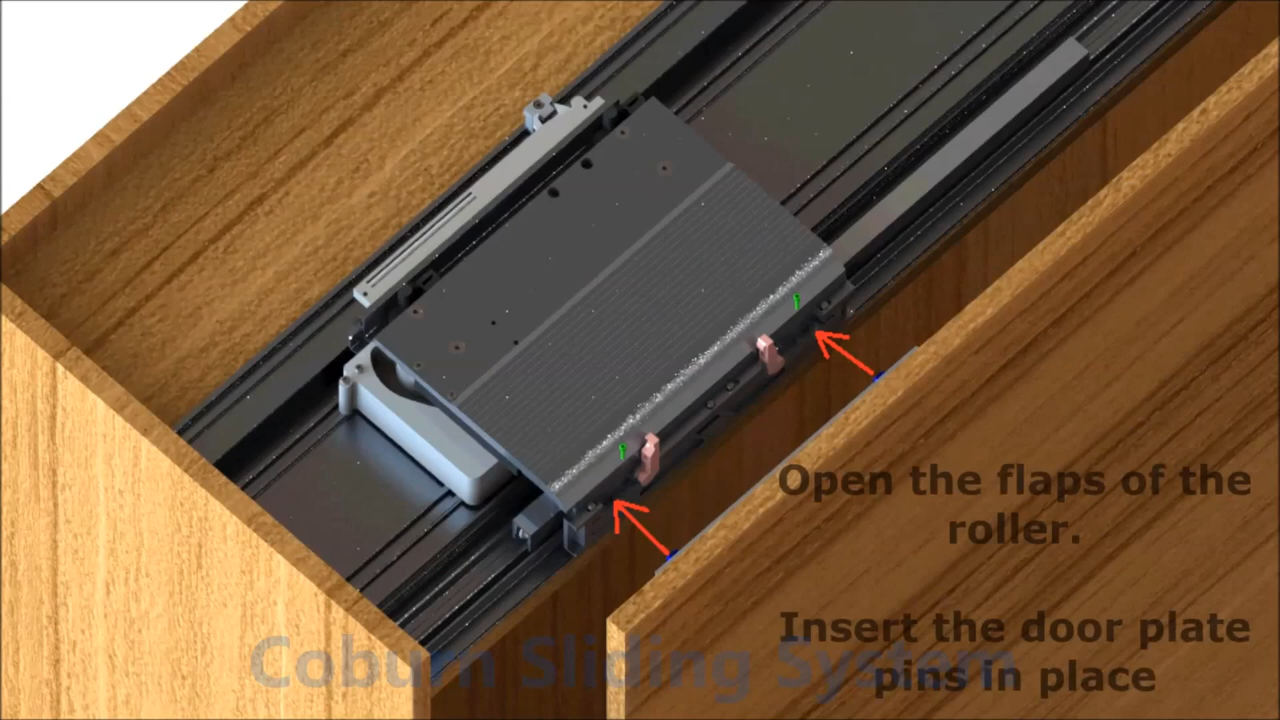 Open the flaps of the
roller.
Insert the door plate
pins in place
Coburn Sliding System